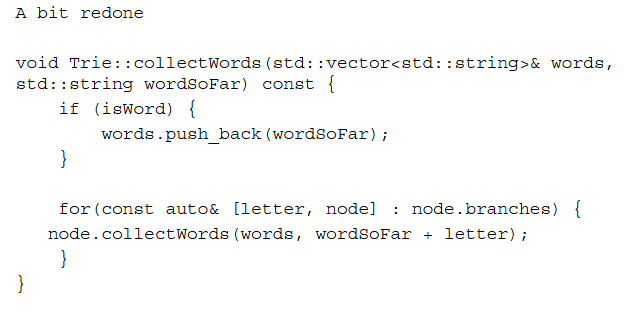 A bit redone
void Trie::collectWords(std::vector<std::string>& words,
std::string wordSoFar) const {
    if (isWord) {
        words.push_back(wordSoFar);
    }
    for(const auto& [letter, node] : node.branches) {
   node.collectWords(words, wordSoFar + letter);
    }
}